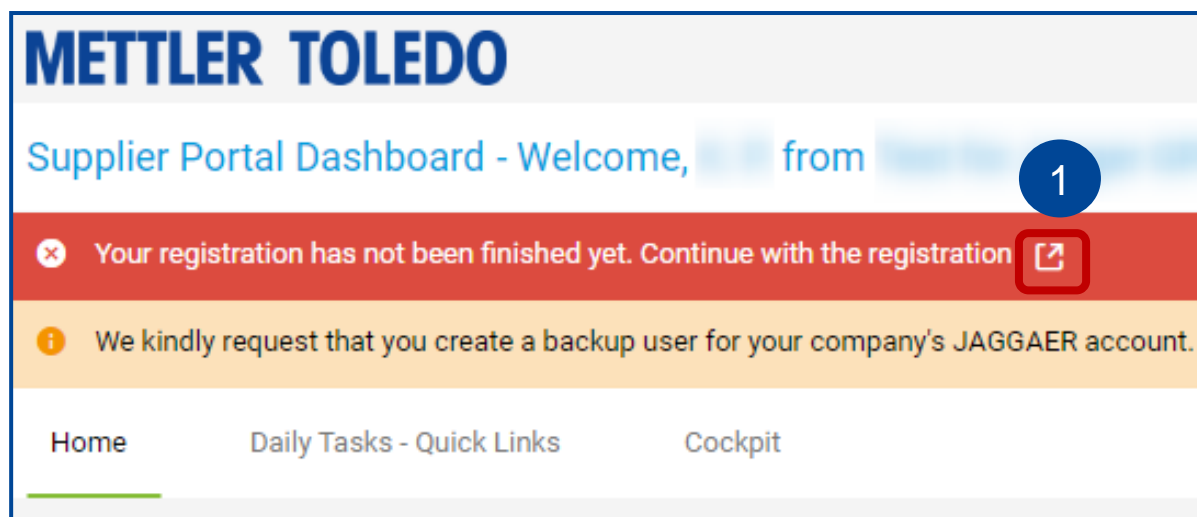 METTLER TOLEDO
Supplier Portal Dashboard - Welcome, from
1
Your registration has not been finished yet. Continue with the registration
We kindly request that you create a backup user for your company's JAGGAER account.
Home Daily Tasks - Quick Links Cockpit